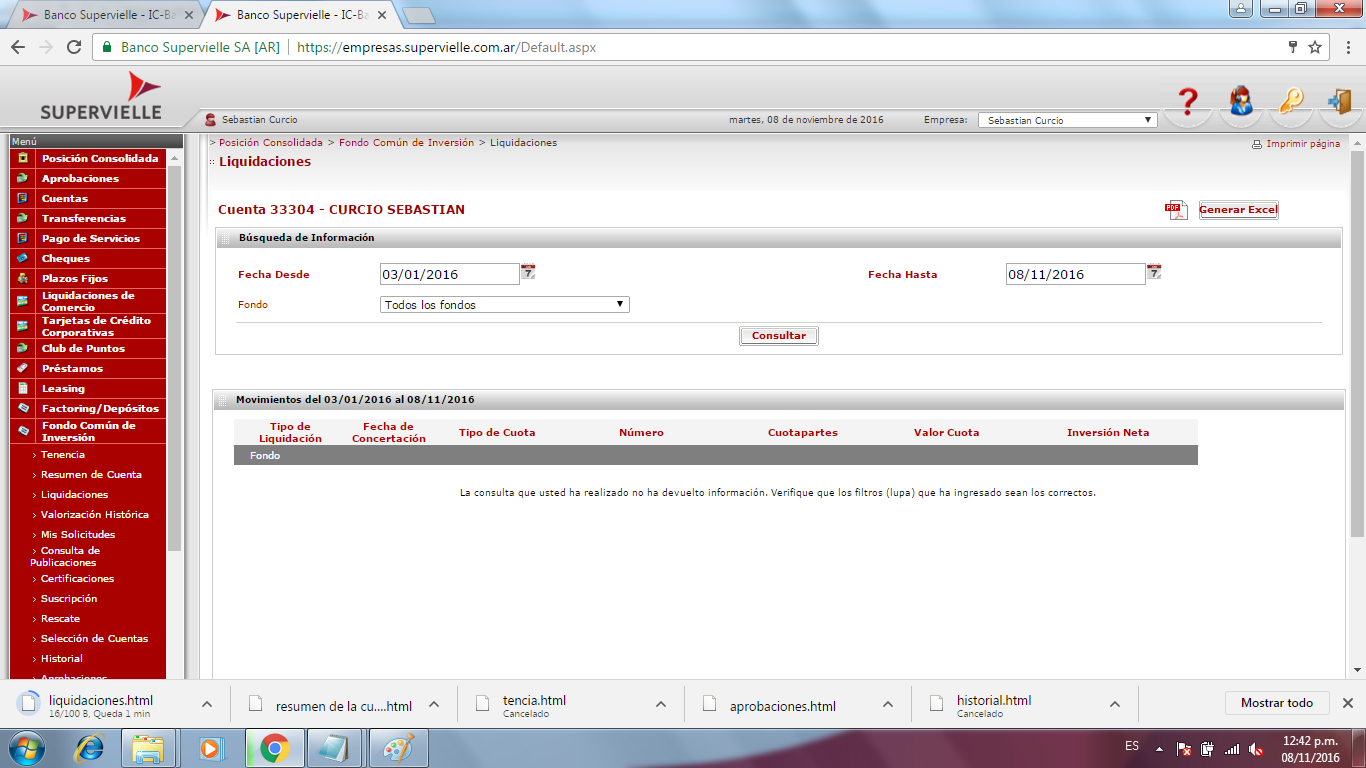 Banco Supervielle - IC-Ba
Banco Supervielle - IC-Ba
Banco Supervielle SA [AR]
https://empresas.supervielle.com.ar/Default.aspx
SUPERVIELLE
Sebastian Curcio
martes, 08 de noviembre de 2016
Empresa:
Sebastian Curcio
Menú
Posición Consolidada
Aprobaciones
Cuentas
Transferencias
Pago de Servicios
Cheques
Plazos Fijos
Liquidaciones de
Comercio
Tarjetas de Crédito
Corporativas
Club de Puntos
Préstamos
Leasing
Factoring/Depósitos
Fondo Común de
Inversión
> Tenencia
> Resumen de Cuenta
> Liquidaciones
> Valorización Histórica
> Mis Solicitudes
> Consulta de
Publicaciones
> Certificaciones
> Suscripción
> Rescate
> Selección de Cuentas
> Historial
> Aprobaciones
> Posición Consolidada > Fondo Común de Inversión > Liquidaciones
Imprimir página
:: Liquidaciones
Cuenta 33304 - CURCIO SEBASTIAN
PDF
Generar Excel
Búsqueda de Información
Fecha Desde
03/01/2016
7
Fecha Hasta
08/11/2016
7
Fondo
Todos los fondos
Consultar
Movimientos del 03/01/2016 al 08/11/2016
Tipo de
Liquidación
Fecha de
Concertación
Tipo de Cuota
Número
Cuotapartes
Valor Cuota
Inversión Neta
Fondo
La consulta que usted ha realizado no ha devuelto información. Verifique que los filtros (lupa) que ha ingresado sean los correctos.
liquidaciones.html
16/100 B, Queda 1 min
resumen de la cu....html
tencia.html
Cancelado
aprobaciones.html
historial.html
Cancelado
Mostrar todo
ES
12:42 p.m.
08/11/2016